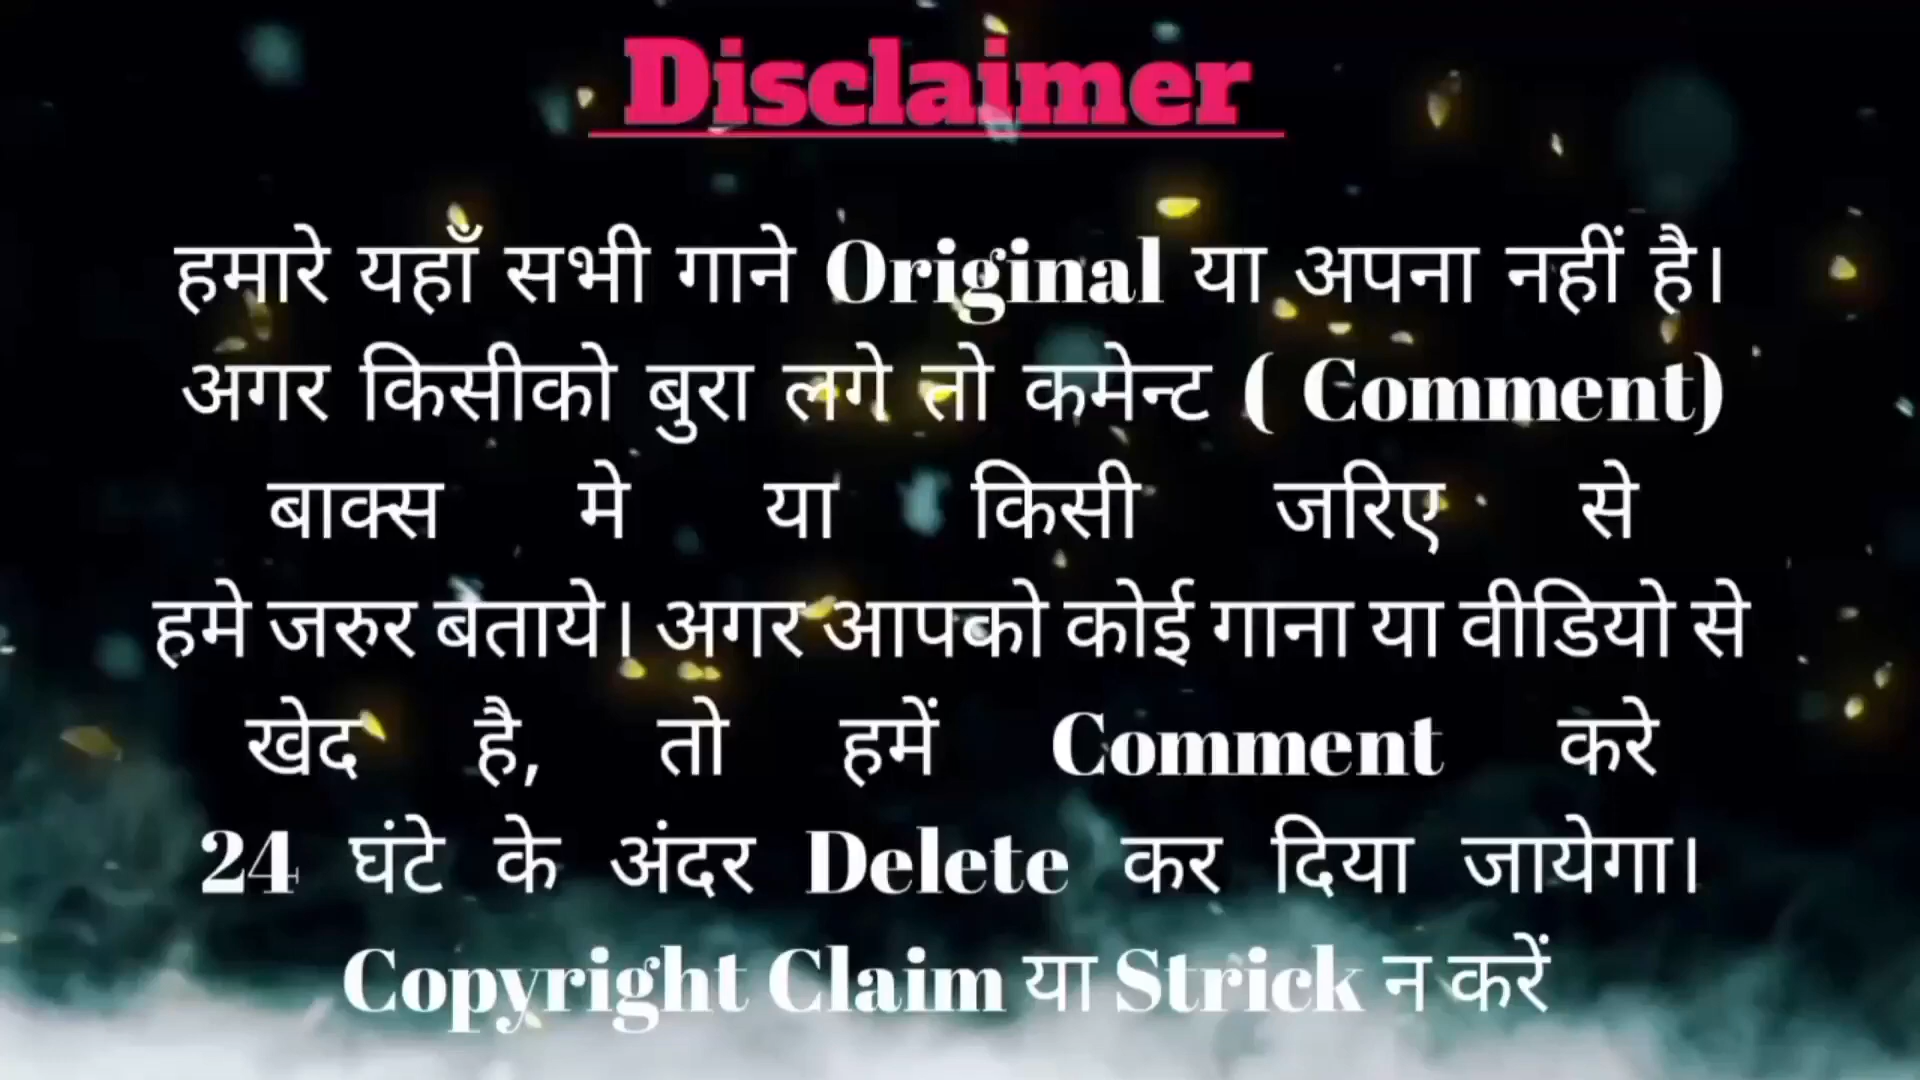 Disclaimer
हमारे यहाँ सभी गाने Original या अपना नहीं है।
अगर किसीको बुरा लगे तो कमेन्ट ( Comment)
बाक्स मे या किसी जरिए से
हमे जरुर बताये। अगर आपको कोई गाना या वीडियो से
खेद है, तो हमें Comment करे
24 घंटे के अंदर Delete कर दिया जायेगा।
Copyright Claim या Strick न करें